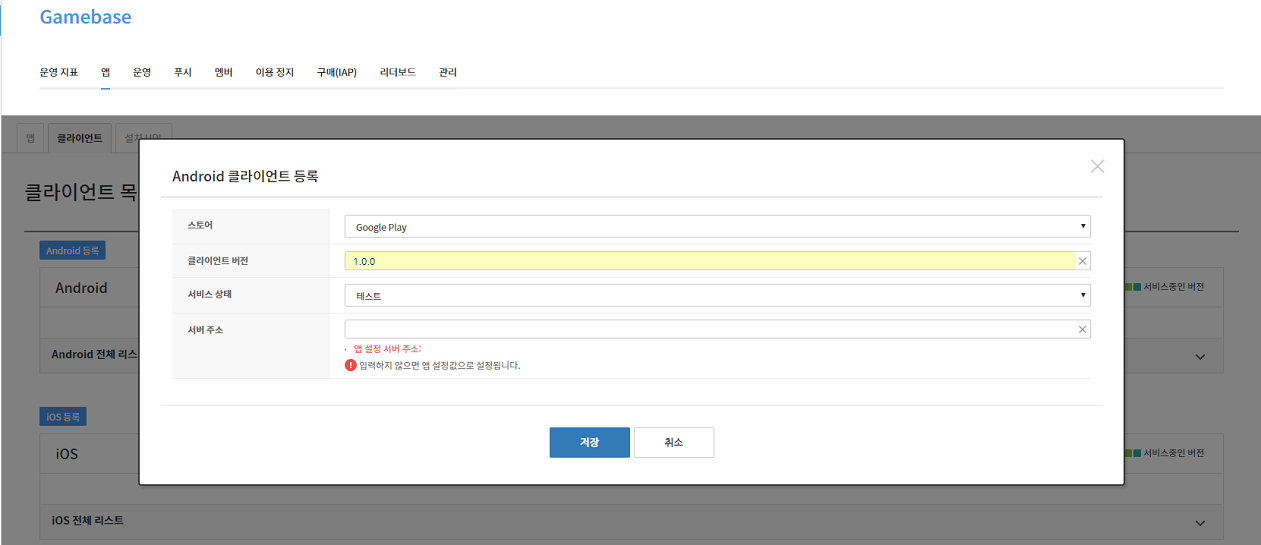 Gamebase
운영 지표 앱 운영 푸시 멤버 이용 정지 구매(IAP) 리더보드 관리
앱 클라이언트
클라이언트 목
Android 클라이언트 등록
스토어 Google Play
클라이언트 버전 1.0.0
서비스 상태 테스트
서버 주소
· 앱 설정 서버 주소:
! 입력하지 않으면 앱 설정값으로 설정됩니다.
저장 취소
Android 등록
Android 서비스중인 버전
Android 전체 리스
iOS 등록
iOS 서비스중인 버전
iOS 전체 리스트